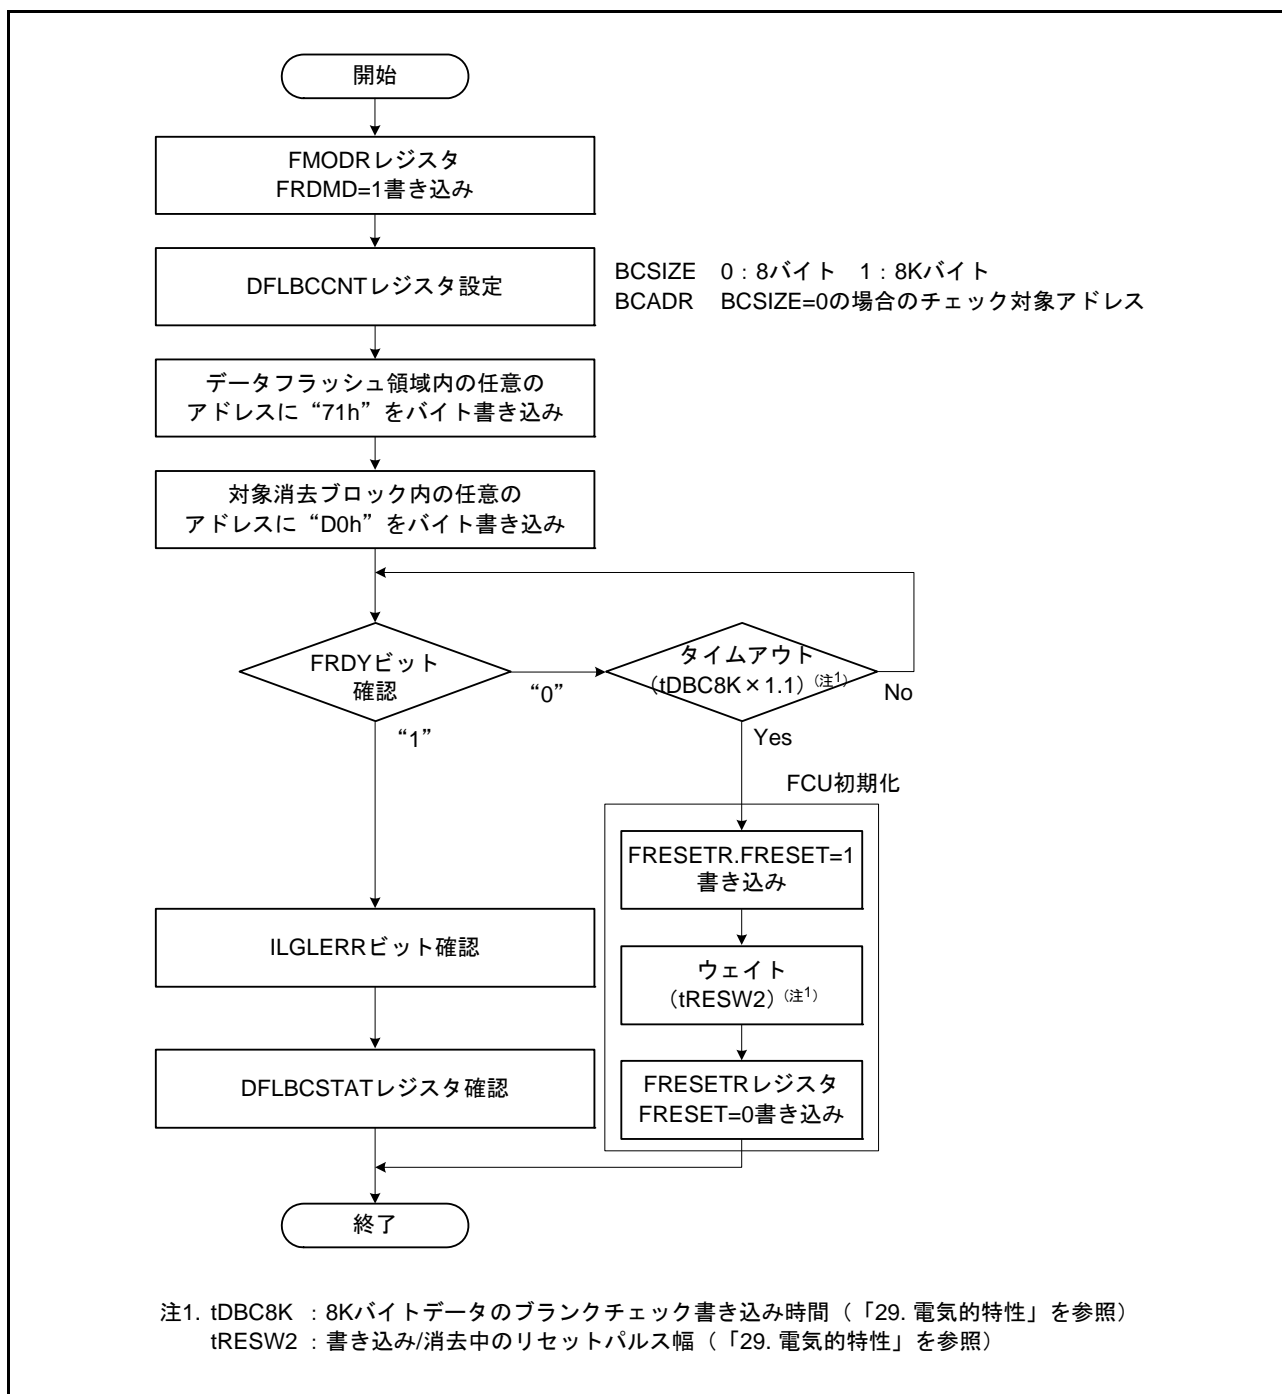 開始
FMODRレジスタ
FRDMD=1書き込み
DFLBCCNTレジスタ設定
BCSIZE 0：8バイト 1：8Kバイト
BCADR BCSIZE=0の場合のチェック対象アドレス
データフラッシュ領域内の任意の
アドレスに“71h”をバイト書き込み
対象消去ブロック内の任意の
アドレスに“D0h”をバイト書き込み
FRDYビット
確認
“0”
“1”
タイムアウト
（tDBC8K×1.1）（注1）
No
Yes
FCU初期化
FRESETR.FRESET=1
書き込み
ウェイト
（tRESW2）（注1）
FRESETRレジスタ
FRESET=0書き込み
ILGLERRビット確認
DFLBCSTATレジスタ確認
終了
注1. tDBC8K ：8Kバイトデータのブランクチェック書き込み時間（「29. 電気的特性」を参照）
tRESW2：書き込み/消去中のリセットパルス幅（「29. 電気的特性」を参照）